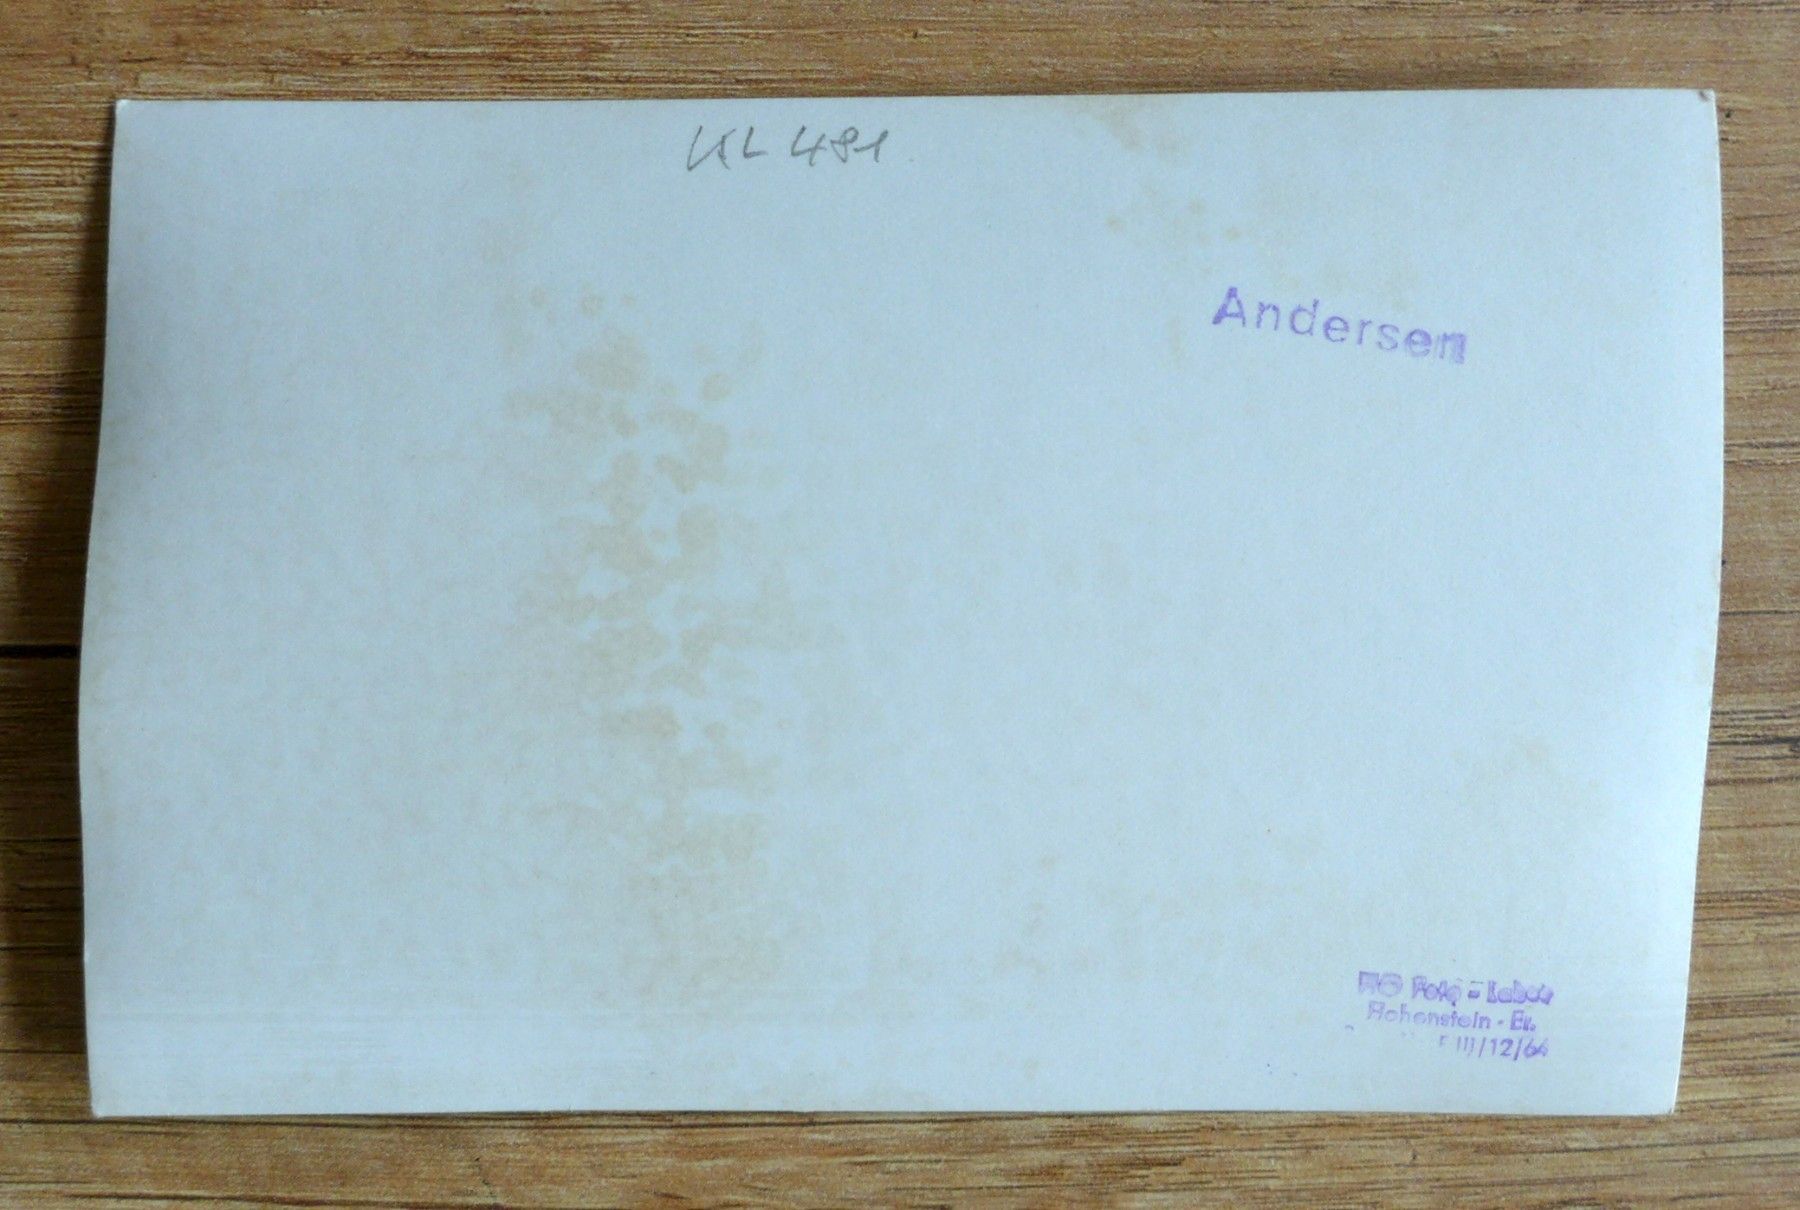 KL 481
Andersen
Foto - Labor
Hohenstein - Er.
III/12/64